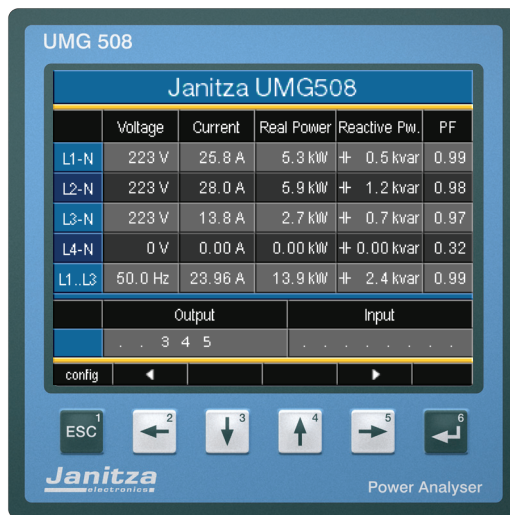 UMG 508
Janitza UMG508
Voltage Current Real Power Reactive Pw. PF
L1-N 223 V 25.8 A 5.3 kW 0.5 kvar 0.99
L2-N 223 V 28.0 A 5.9 kW 1.2 kvar 0.98
L3-N 223 V 13.8 A 2.7 kW 0.7 kvar 0.97
L4-N 0 V 0.00 A 0.00 kW 0.00 kvar 0.32
L1..L3 50.0 Hz 23.96 A 13.9 kW 2.4 kvar 0.99
Output Input
. . 3 4 5 . . . . . . . .
config
ESC 1 2 3 4 5 6
Janitza
electronics
Power Analyser